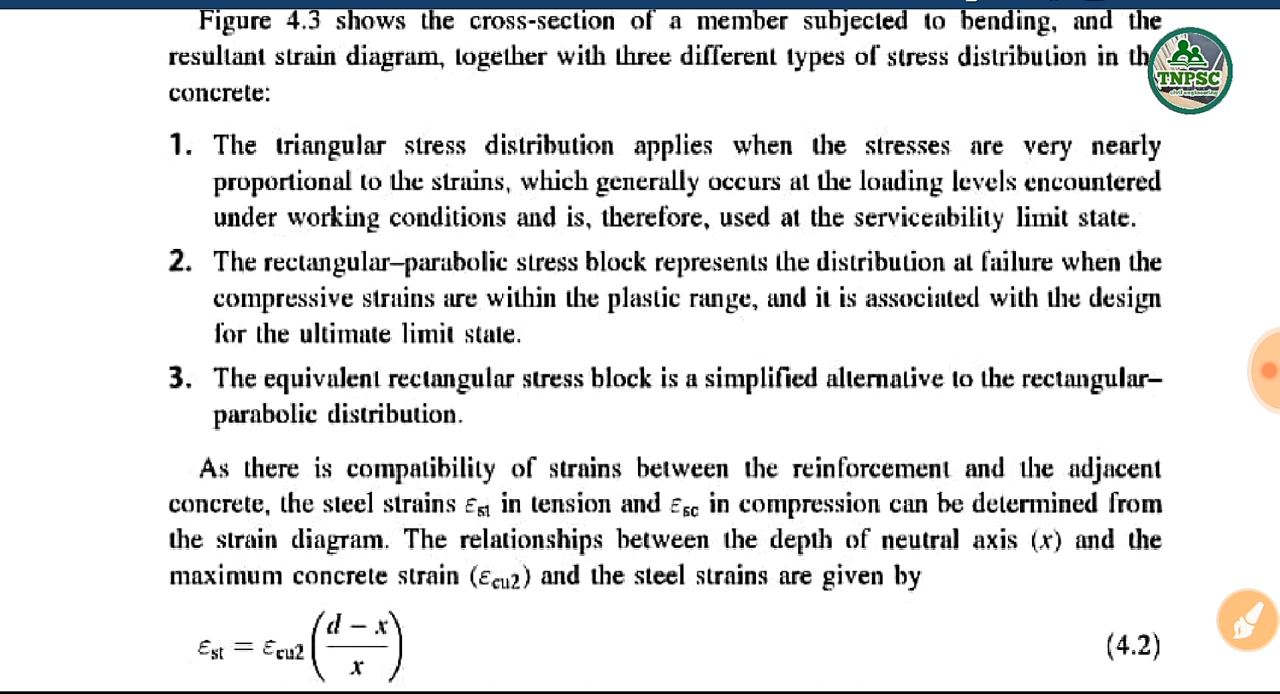 Figure 4.3 shows the cross-section of a member subjected to bending, and the
resultant strain diagram, together with three different types of stress distribution in th
concrete:
TNPSC
civil engineering
1. The triangular stress distribution applies when the stresses are very nearly
proportional to the strains, which generally occurs at the loading levels encountered
under working conditions and is, therefore, used at the serviceability limit state.
2. The rectangular–parabolic stress block represents the distribution at failure when the
compressive strains are within the plastic range, and it is associated with the design
for the ultimate limit state.
3. The equivalent rectangular stress block is a simplified alternative to the rectangular–
parabolic distribution.
As there is compatibility of strains between the reinforcement and the adjacent
concrete, the steel strains εst in tension and εsc in compression can be determined from
the strain diagram. The relationships between the depth of neutral axis (x) and the
maximum concrete strain (εcu2) and the steel strains are given by
εst = εcu2 ((d − x)/x) (4.2)